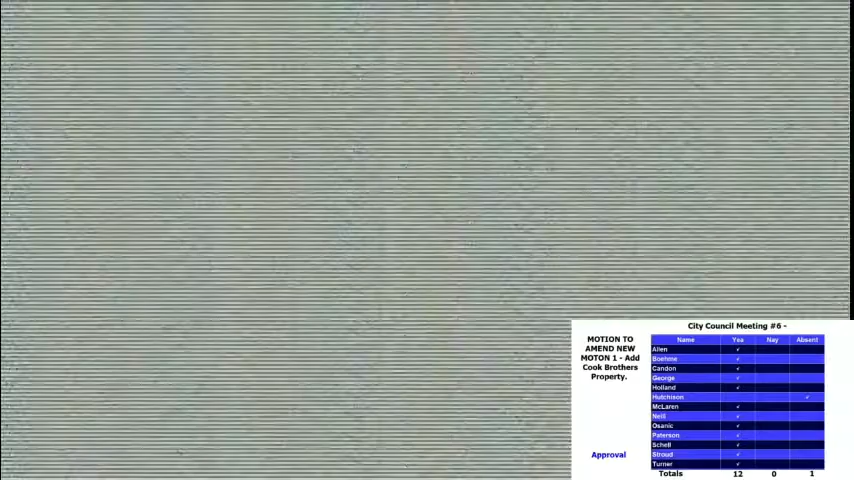 City Council Meeting #6 -
MOTION TO
AMEND NEW
MOTON 1 - Add
Cook Brothers
Property.
Approval
Name Yea Nay Absent
Allen ✓
Boehme ✓
Candon ✓
George ✓
Holland ✓
Hutchison ✓
McLaren ✓
Neill ✓
Osanic ✓
Paterson ✓
Schell ✓
Stroud ✓
Turner ✓
Totals 12 0 1